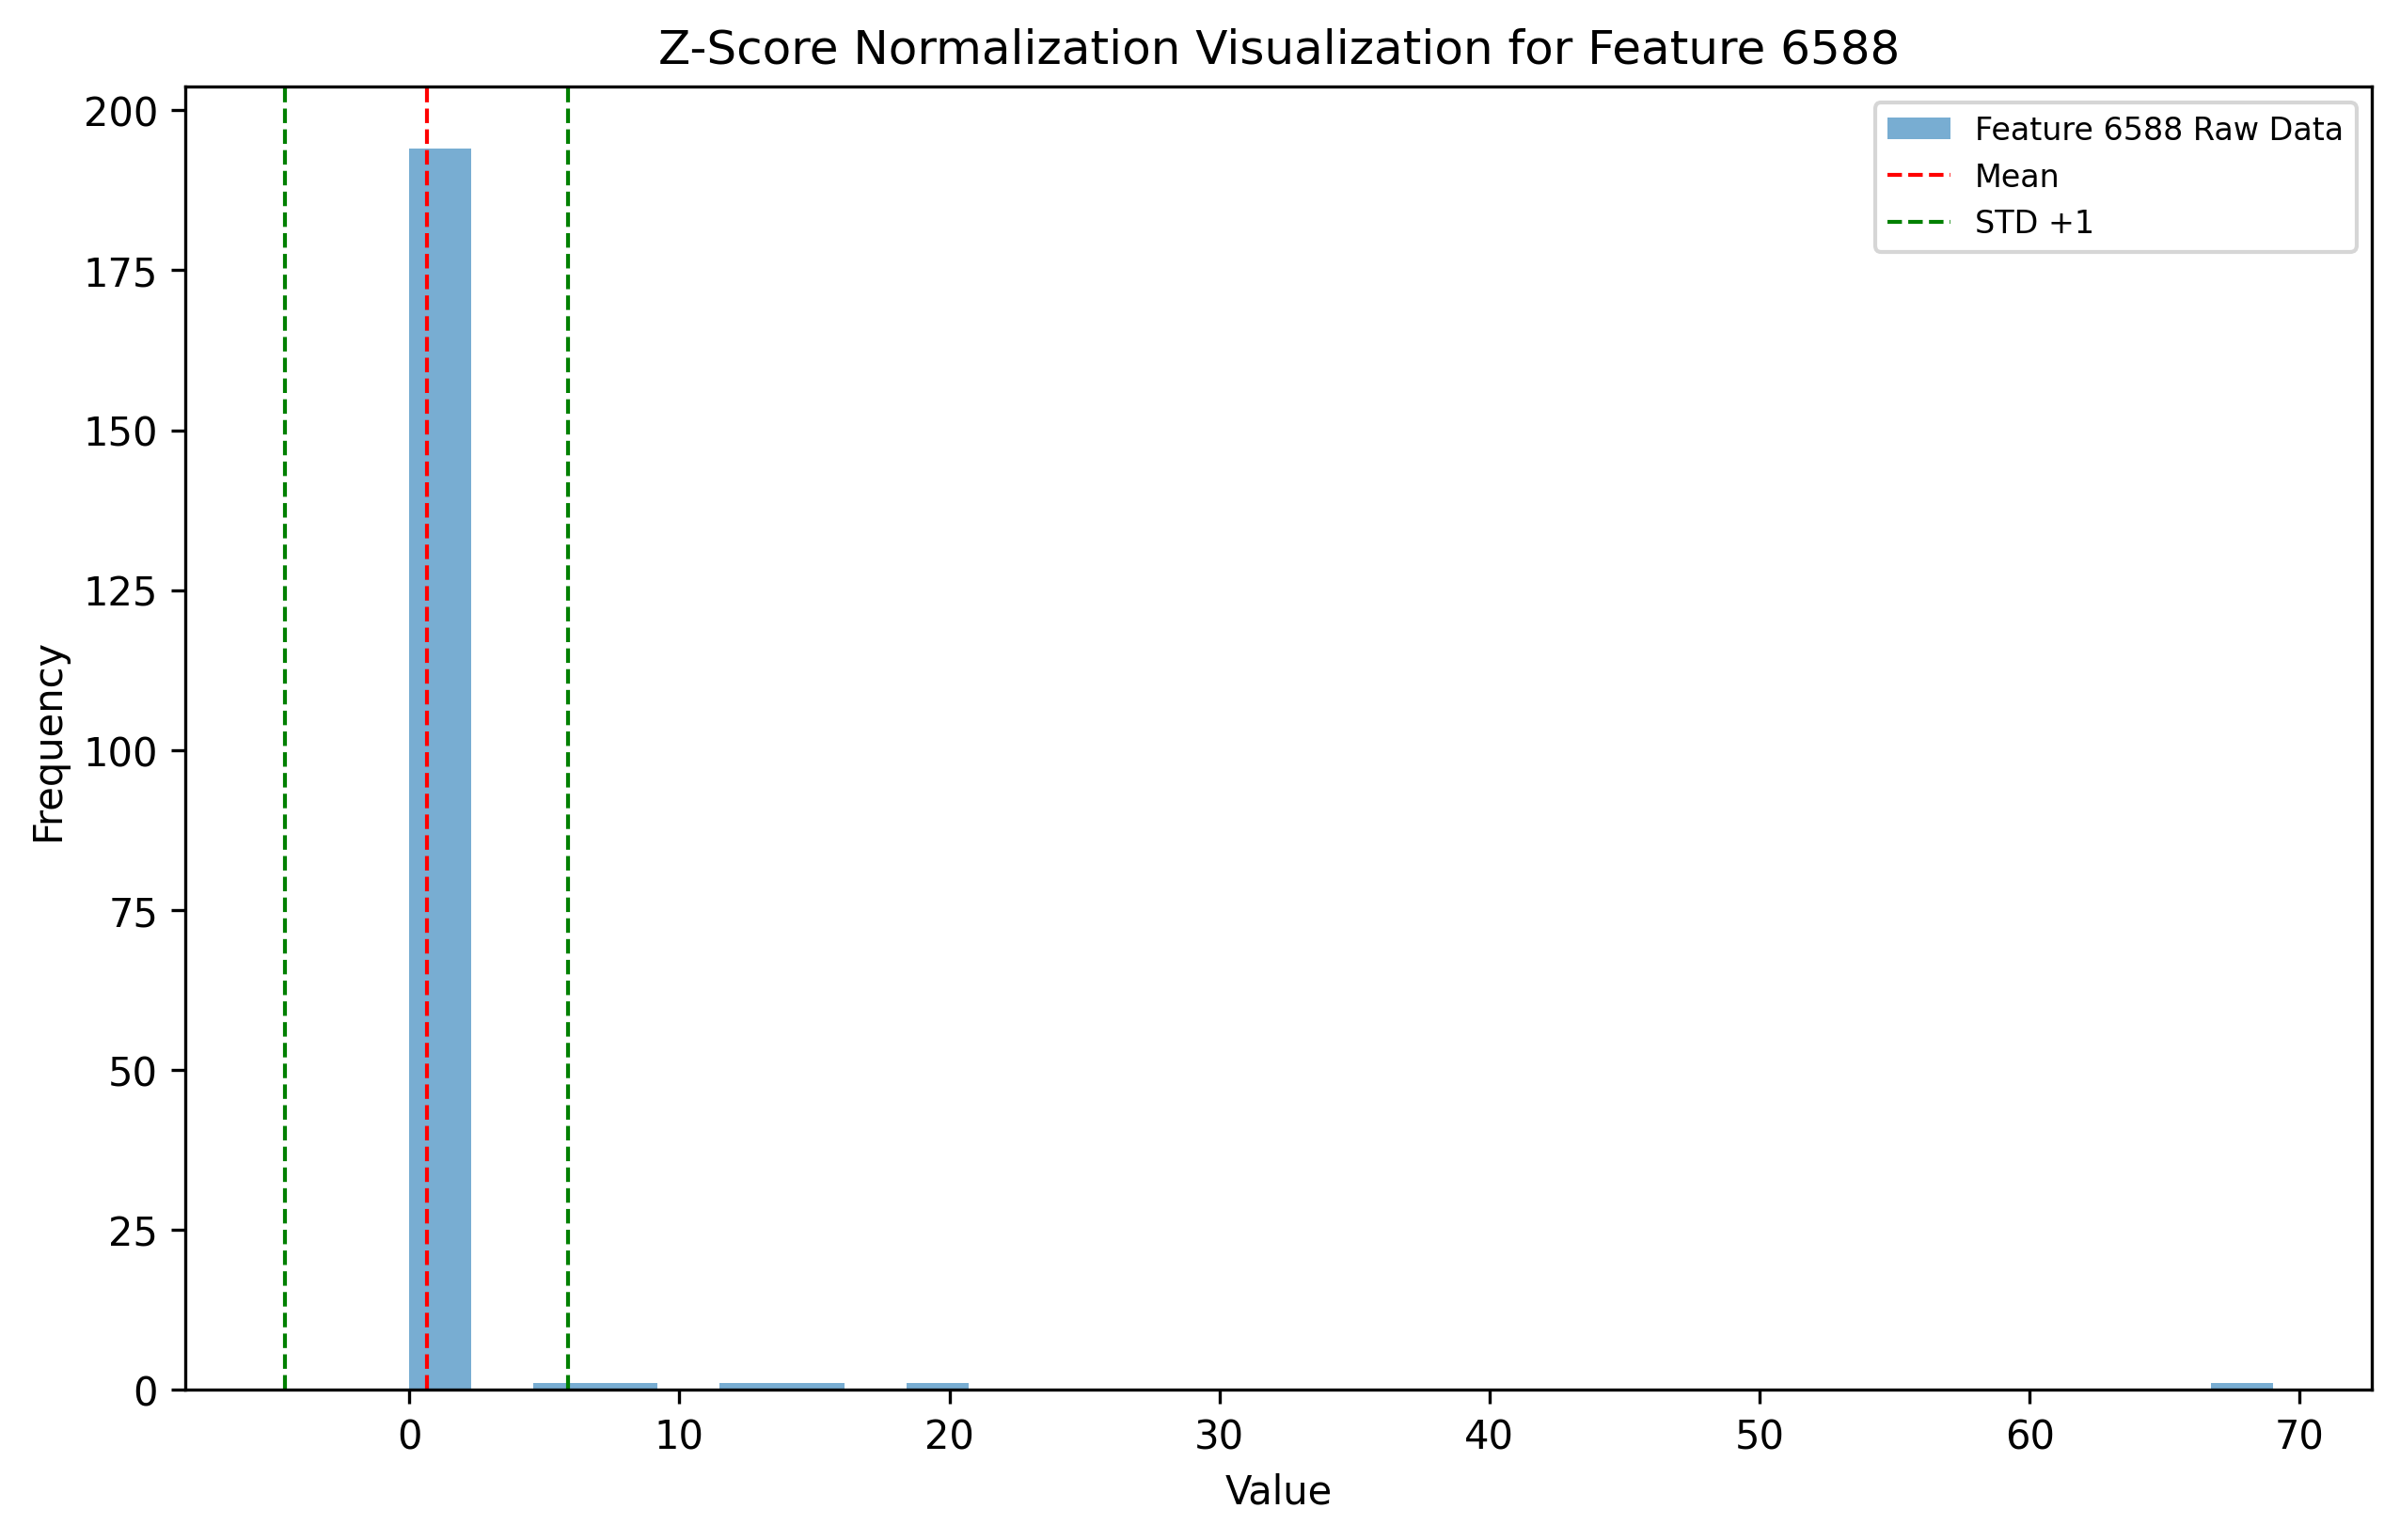 Z-Score Normalization Visualization for Feature 6588
Feature 6588 Raw Data
Mean
STD +1
200
175
150
125
100
75
50
25
0
Frequency
0 10 20 30 40 50 60 70
Value